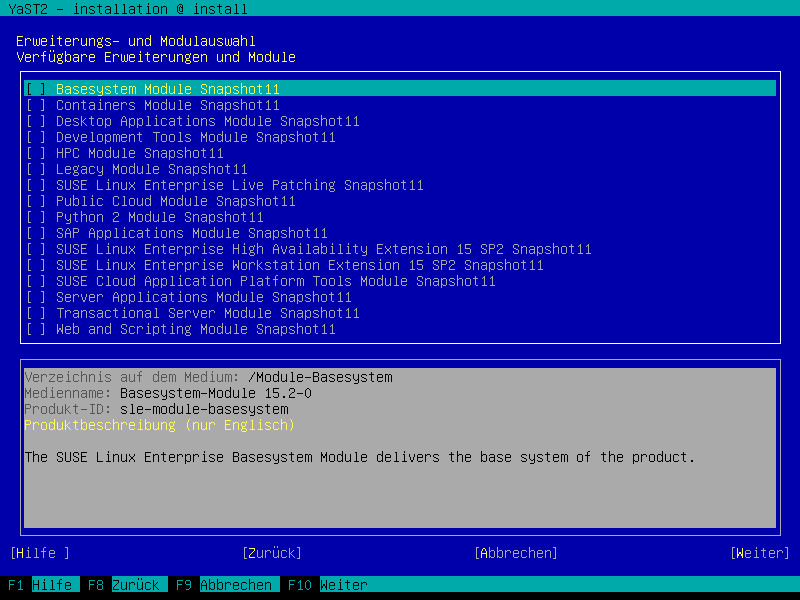 YaST2 - installation @ install
Erweiterungs- und Modulauswahl
Verfügbare Erweiterungen und Module
[ ] Basesystem Module Snapshot11
[ ] Containers Module Snapshot11
[ ] Desktop Applications Module Snapshot11
[ ] Development Tools Module Snapshot11
[ ] HPC Module Snapshot11
[ ] Legacy Module Snapshot11
[ ] SUSE Linux Enterprise Live Patching Snapshot11
[ ] Public Cloud Module Snapshot11
[ ] Python 2 Module Snapshot11
[ ] SAP Applications Module Snapshot11
[ ] SUSE Linux Enterprise High Availability Extension 15 SP2 Snapshot11
[ ] SUSE Linux Enterprise Workstation Extension 15 SP2 Snapshot11
[ ] SUSE Cloud Application Platform Tools Module Snapshot11
[ ] Server Applications Module Snapshot11
[ ] Transactional Server Module Snapshot11
[ ] Web and Scripting Module Snapshot11
Verzeichnis auf dem Medium: /Module-Basesystem
Medienname: Basesystem-Module 15.2-0
Produkt-ID: sle-module-basesystem
Produktbeschreibung (nur Englisch)
The SUSE Linux Enterprise Basesystem Module delivers the base system of the product.
[Hilfe ] [Zurück] [Abbrechen] [Weiter]
F1 Hilfe F8 Zurück F9 Abbrechen F10 Weiter